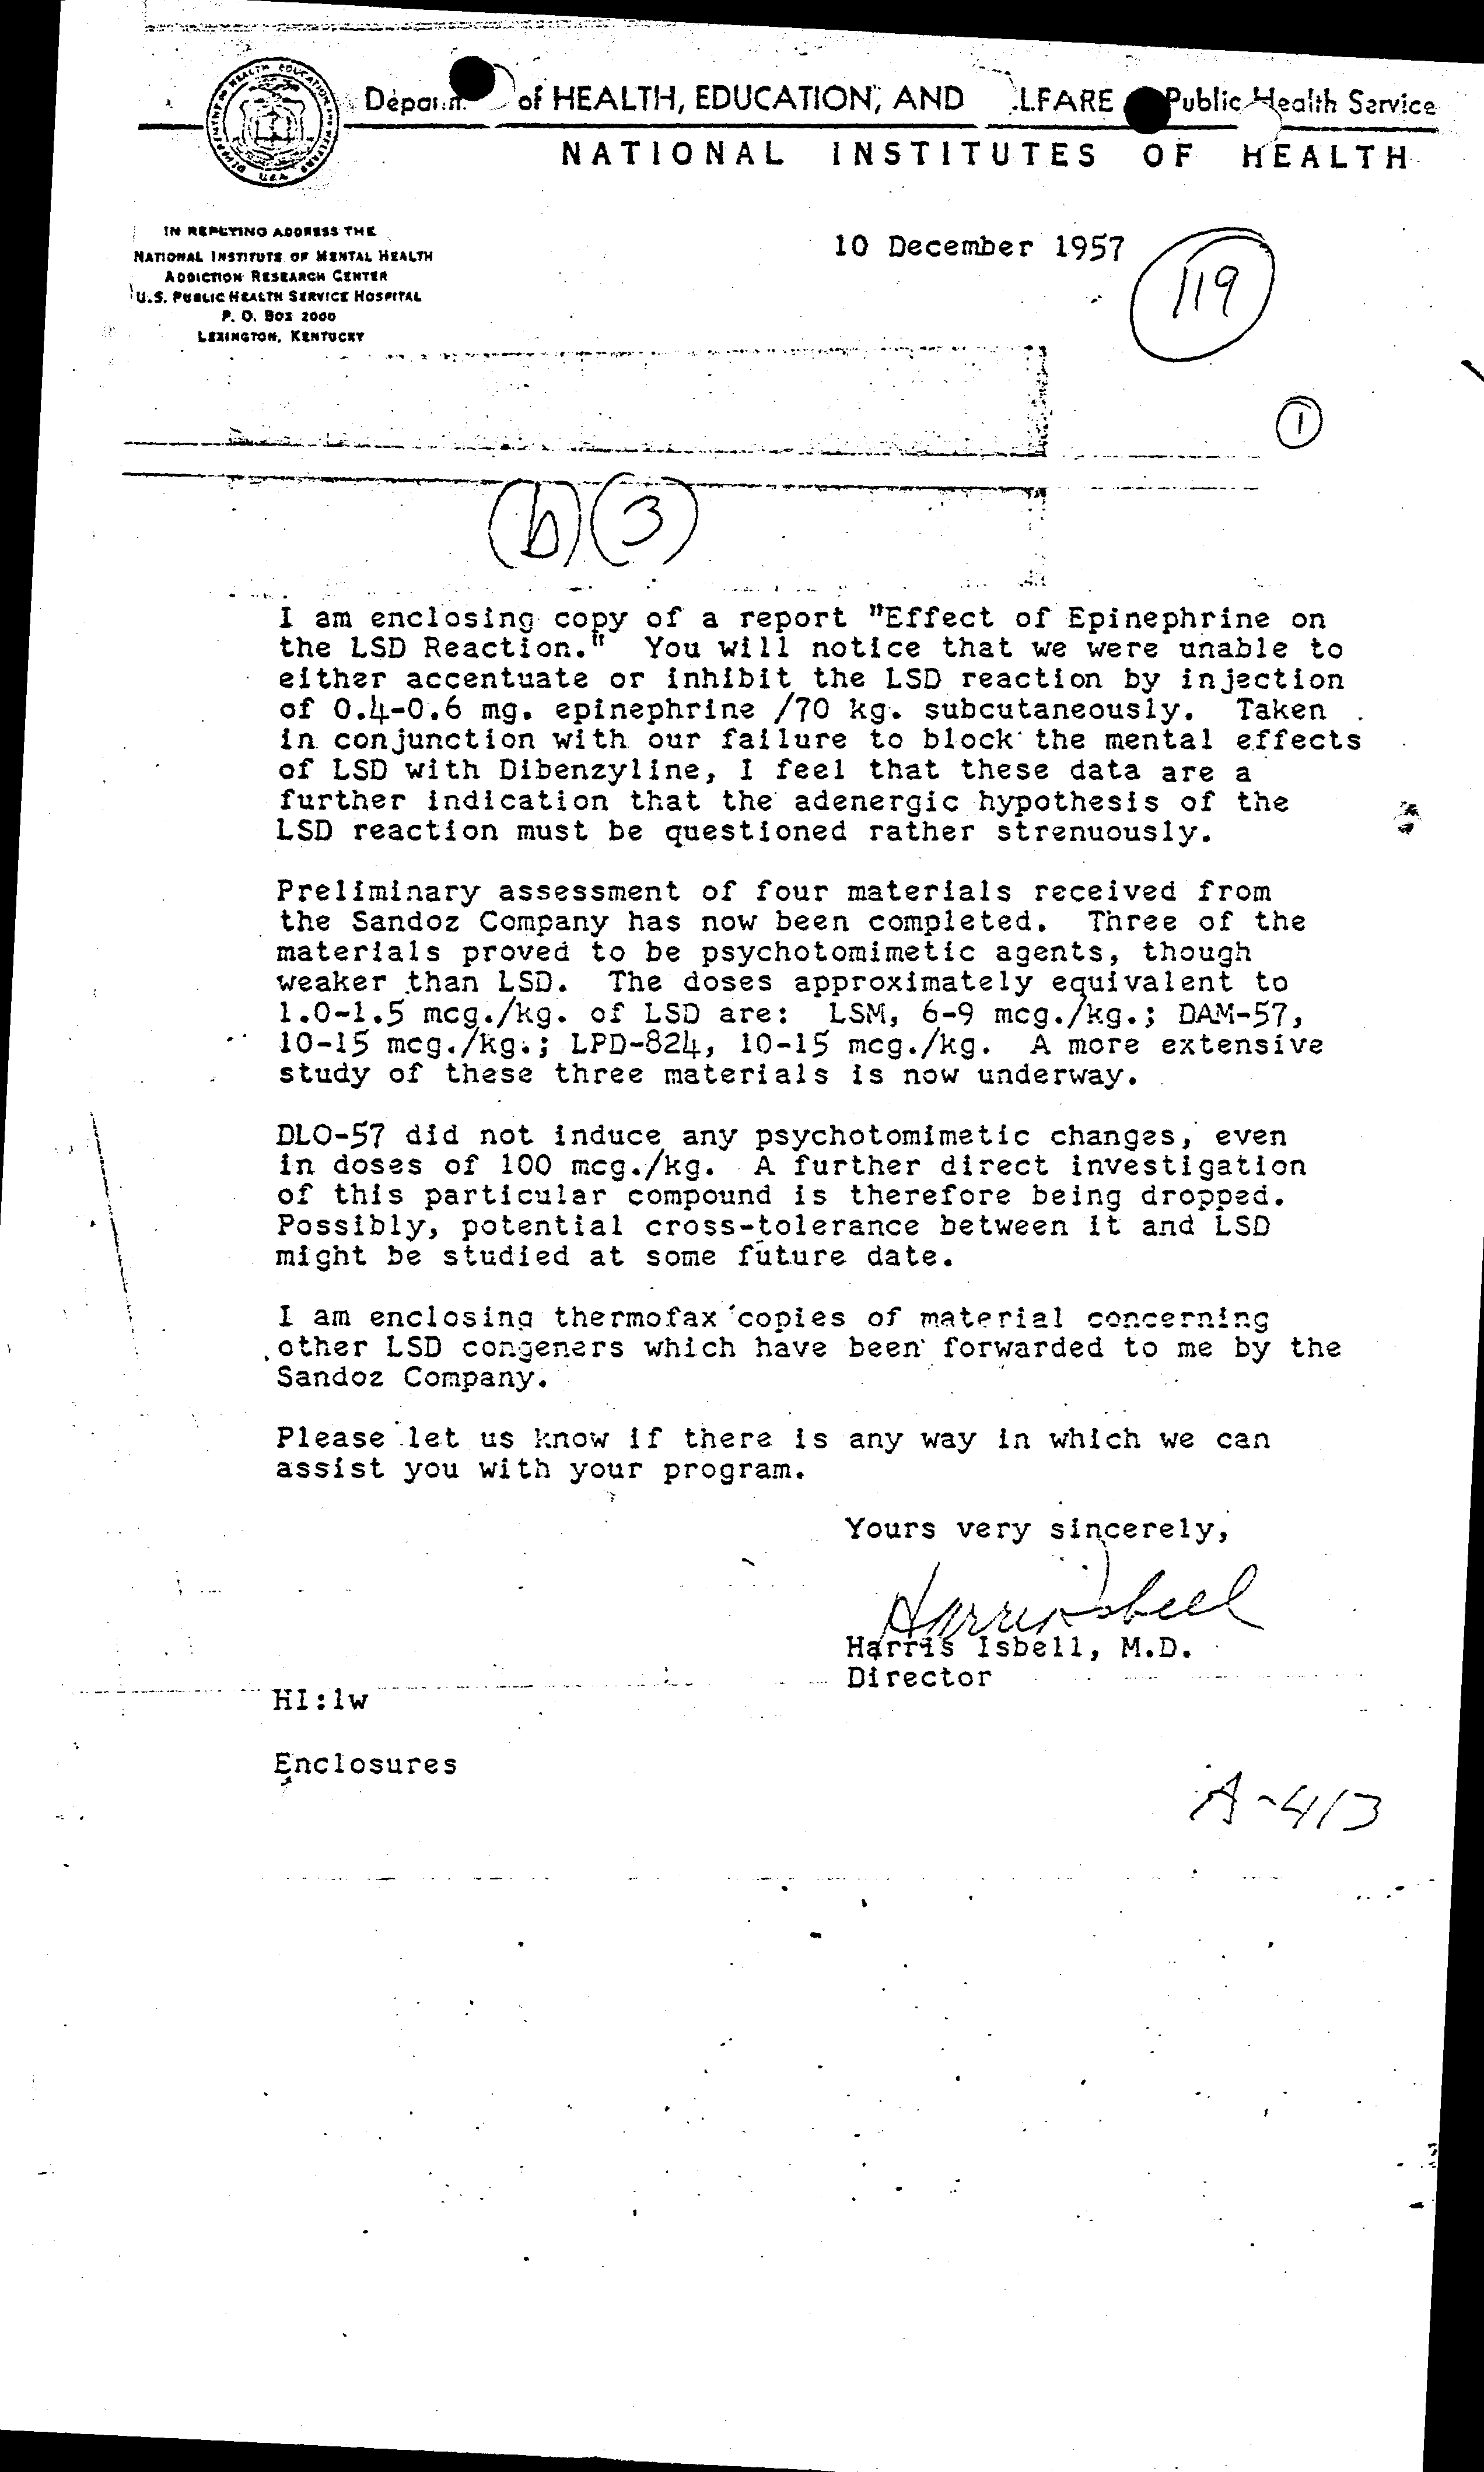 of HEALTH, EDUCATION, AND LFARE Public Health Service
NATIONAL INSTITUTES OF HEALTH
U.S.A.
IN REPLYING ADDRESS THE
NATIONAL INSTITUTE OF MENTAL HEALTH
ADDICTION RESEARCH CENTER
U.S. PUBLIC HEALTH SERVICE HOSPITAL
P. O. BOX 2000
LEXINGTON, KENTUCKY
10 December 1957
119
1
(b)(3)
I am enclosing copy of a report "Effect of Epinephrine on
the LSD Reaction." You will notice that we were unable to
either accentuate or inhibit the LSD reaction by injection
of 0.4-0.6 mg. epinephrine /70 kg. subcutaneously. Taken
in conjunction with our failure to block the mental effects
of LSD with Dibenzyline, I feel that these data are a
further indication that the adenergic hypothesis of the
LSD reaction must be questioned rather strenuously.
Preliminary assessment of four materials received from
the Sandoz Company has now been completed. Three of the
materials proved to be psychotomimetic agents, though
weaker than LSD. The doses approximately equivalent to
1.0-1.5 mcg./kg. of LSD are: LSM, 6-9 mcg./kg.; DAM-57,
10-15 mcg./kg.; LPD-824, 10-15 mcg./kg. A more extensive
study of these three materials is now underway.
DLO-57 did not induce any psychotomimetic changes, even
in doses of 100 mcg./kg. A further direct investigation
of this particular compound is therefore being dropped.
Possibly, potential cross-tolerance between it and LSD
might be studied at some future date.
I am enclosing thermofax copies of material concerning
other LSD congeners which have been forwarded to me by the
Sandoz Company.
Please let us know if there is any way in which we can
assist you with your program.
Yours very sincerely,
Harris Isbell
Harris Isbell, M.D.
Director
HI:lw
Enclosures
A-413